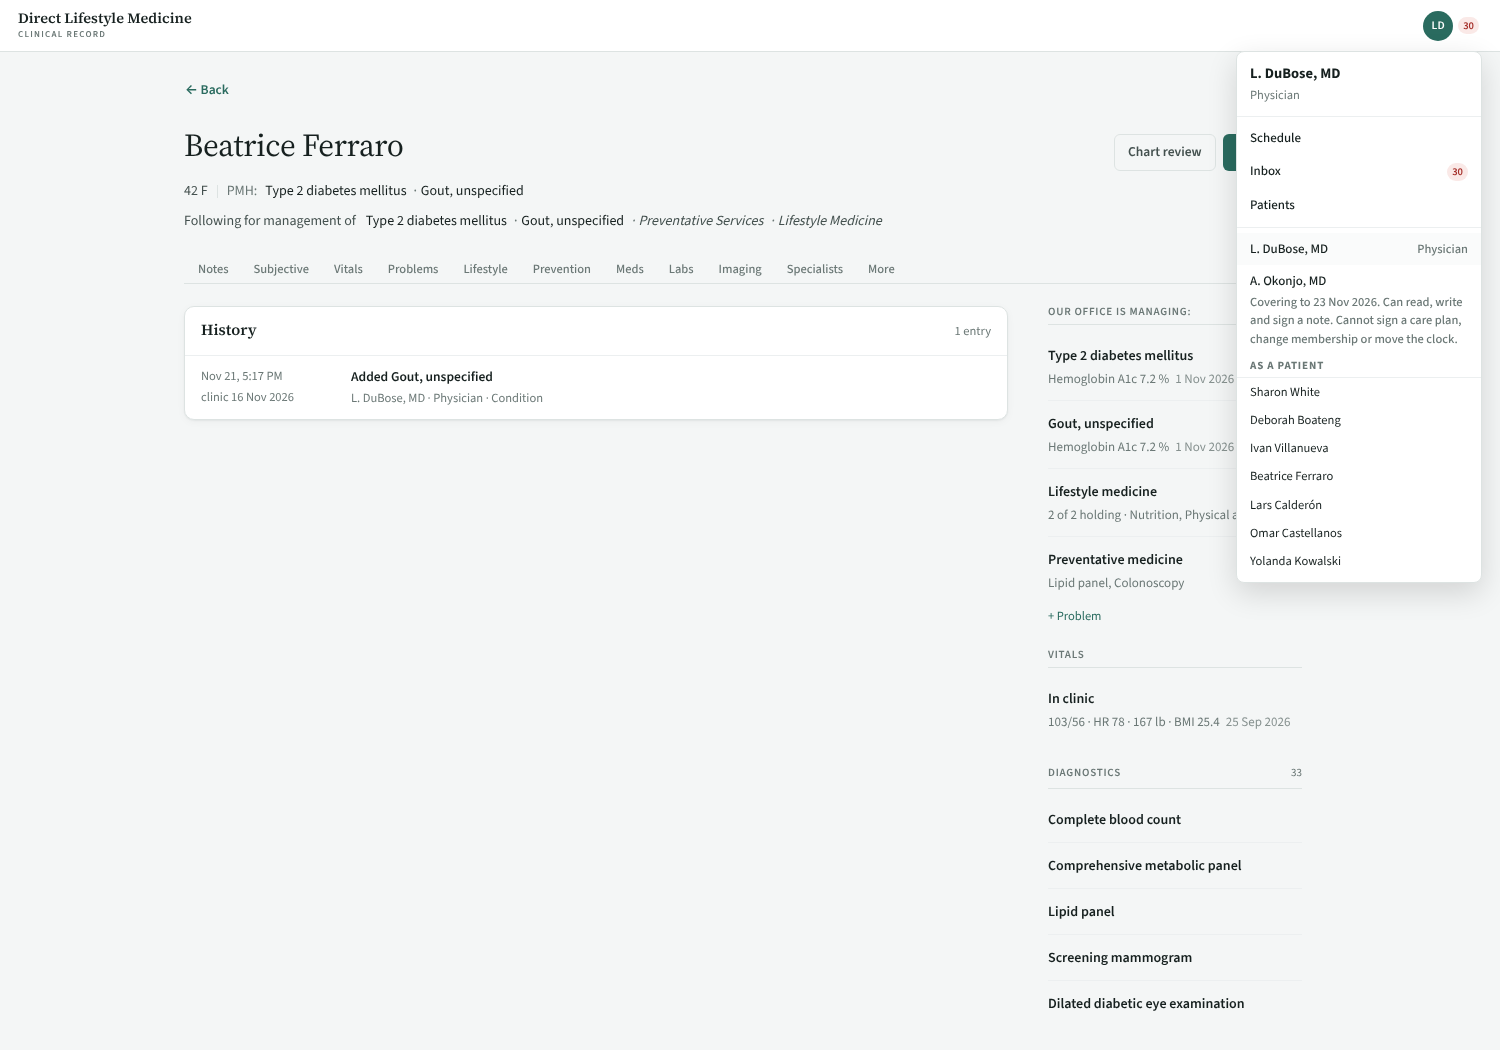 Direct Lifestyle Medicine
CLINICAL RECORD
LD 30
← Back
Beatrice Ferraro
Chart review
42 F | PMH: Type 2 diabetes mellitus · Gout, unspecified
Following for management of Type 2 diabetes mellitus · Gout, unspecified · Preventative Services · Lifestyle Medicine
Notes Subjective Vitals Problems Lifestyle Prevention Meds Labs Imaging Specialists More
History 1 entry
Nov 21, 5:17 PM Added Gout, unspecified
clinic 16 Nov 2026 L. DuBose, MD · Physician · Condition
OUR OFFICE IS MANAGING:
Type 2 diabetes mellitus
Hemoglobin A1c 7.2 % 1 Nov 2026
Gout, unspecified
Hemoglobin A1c 7.2 % 1 Nov 2026
Lifestyle medicine
2 of 2 holding · Nutrition, Physical
Preventative medicine
Lipid panel, Colonoscopy
+ Problem
VITALS
In clinic
103/56 · HR 78 · 167 lb · BMI 25.4 25 Sep 2026
DIAGNOSTICS 33
Complete blood count
Comprehensive metabolic panel
Lipid panel
Screening mammogram
Dilated diabetic eye examination
L. DuBose, MD
Physician
Schedule
Inbox 30
Patients
L. DuBose, MD Physician
A. Okonjo, MD
Covering to 23 Nov 2026. Can read, write
and sign a note. Cannot sign a care plan,
change membership or move the clock.
AS A PATIENT
Sharon White
Deborah Boateng
Ivan Villanueva
Beatrice Ferraro
Lars Calderón
Omar Castellanos
Yolanda Kowalski